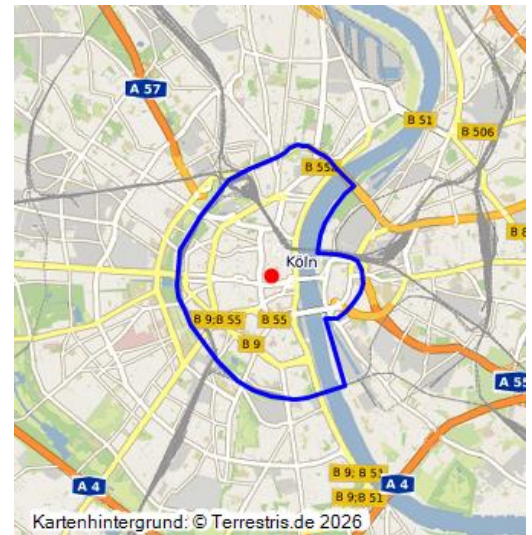 A 57
B 51
B 506
B 55a
B 8
Köln
B 9;B 55
B 55
B 9
A 55
B 9; B 51
A 4
A 4
B 9;B 51
Kartenhintergrund: © Terrestris.de 2026